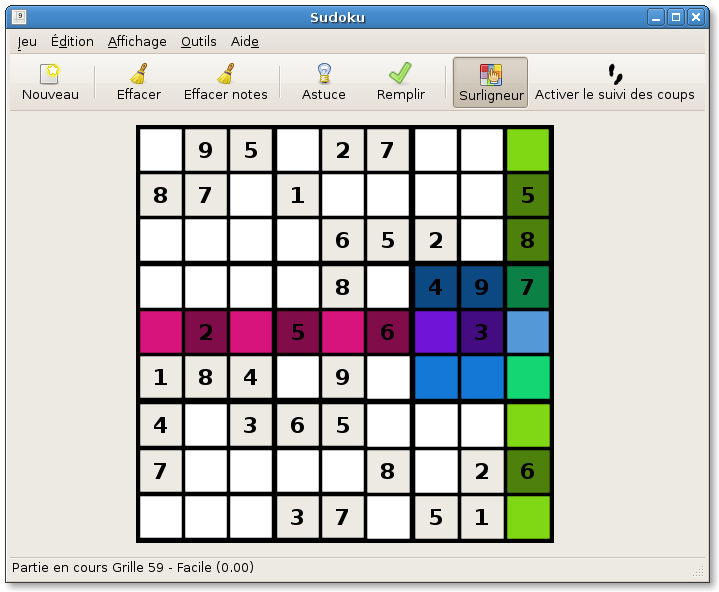 Sudoku
Jeu Édition Affichage Outils Aide
Nouveau Effacer Effacer notes Astuce Remplir Surligneur Activer le suivi des coups
9 5 2 7
8 7 1 5
6 5 2 8
8 4 9 7
2 5 6 3
1 8 4 9
4 3 6 5
7 8 2 6
3 7 5 1
Partie en cours Grille 59 - Facile (0.00)